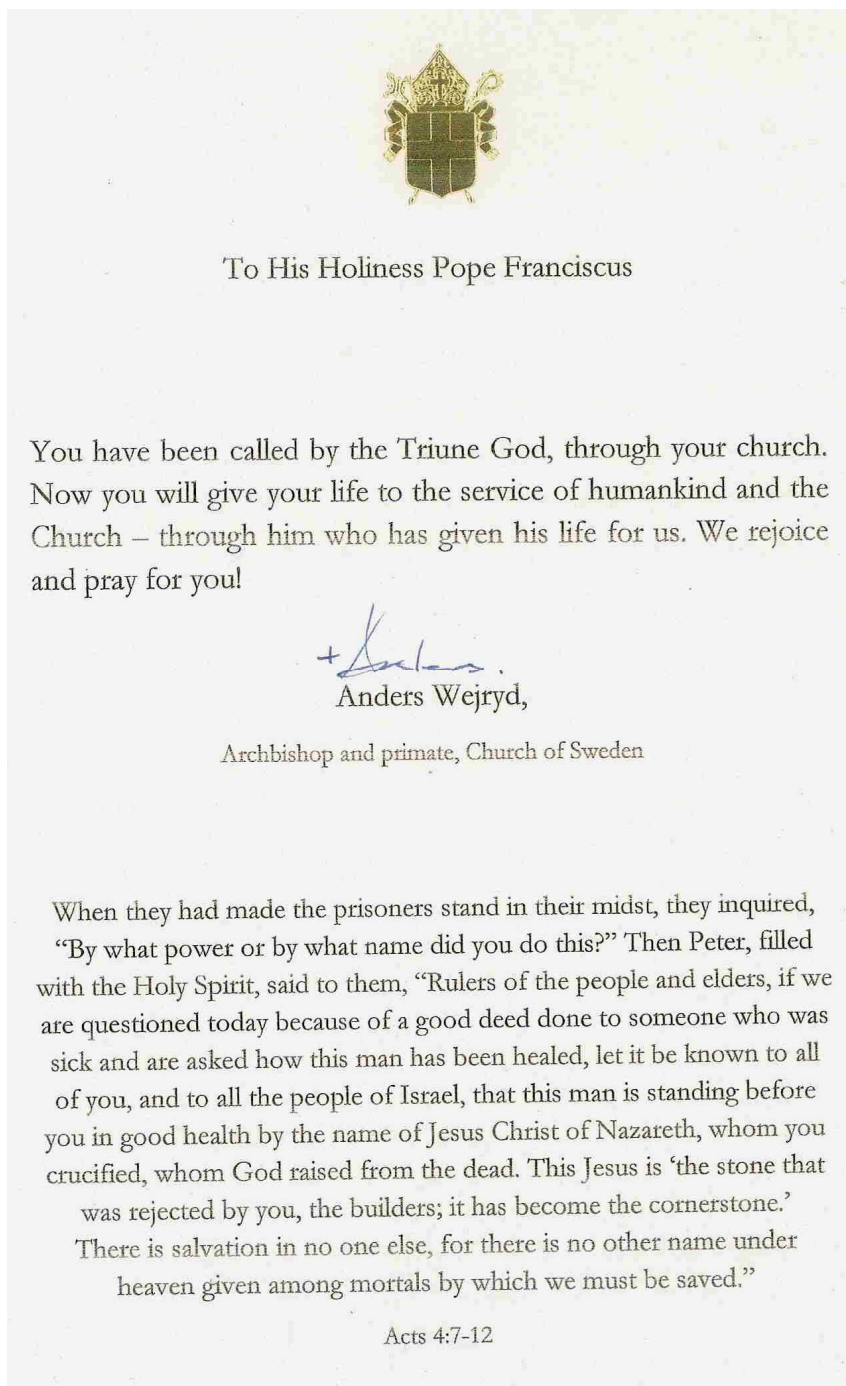 To His Holiness Pope Franciscus
You have been called by the Triune God, through your church.
Now you will give your life to the service of humankind and the
Church – through him who has given his life for us. We rejoice
and pray for you!
+ Anders.
Anders Wejryd,
Archbishop and primate, Church of Sweden
When they had made the prisoners stand in their midst, they inquired,
“By what power or by what name did you do this?” Then Peter, filled
with the Holy Spirit, said to them, “Rulers of the people and elders, if we
are questioned today because of a good deed done to someone who was
sick and are asked how this man has been healed, let it be known to all
of you, and to all the people of Israel, that this man is standing before
you in good health by the name of Jesus Christ of Nazareth, whom you
crucified, whom God raised from the dead. This Jesus is ‘the stone that
was rejected by you, the builders; it has become the cornerstone.’
There is salvation in no one else, for there is no other name under
heaven given among mortals by which we must be saved.”
Acts 4:7-12